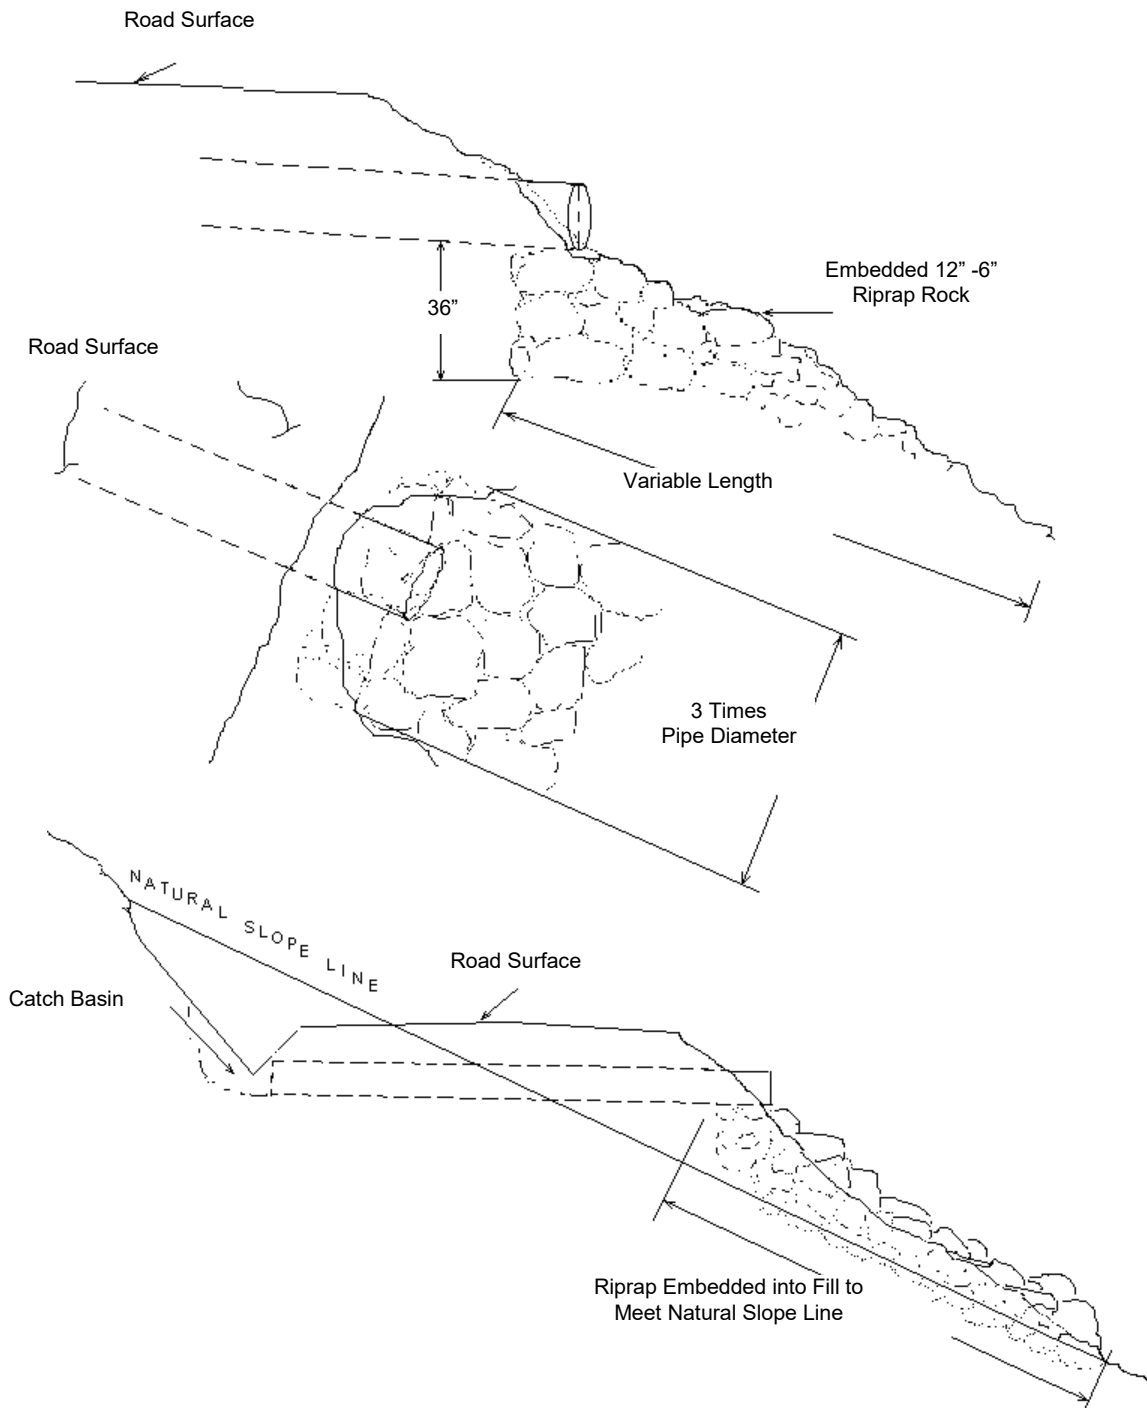 Road Surface
Embedded 12” -6”
Riprap Rock
36”
Road Surface
Variable Length
3 Times
Pipe Diameter
NATURAL SLOPE LINE
Road Surface
Catch Basin
Riprap Embedded into Fill to
Meet Natural Slope Line